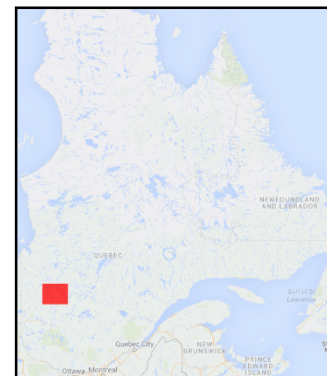 NEWFOUNDLAND
AND LABRADOR
QUEBEC
Gulf of St
Lawrence
Quebec City
NEW
BRUNSWICK
PRINCE
EDWARD
ISLAND
Ottawa Montreal